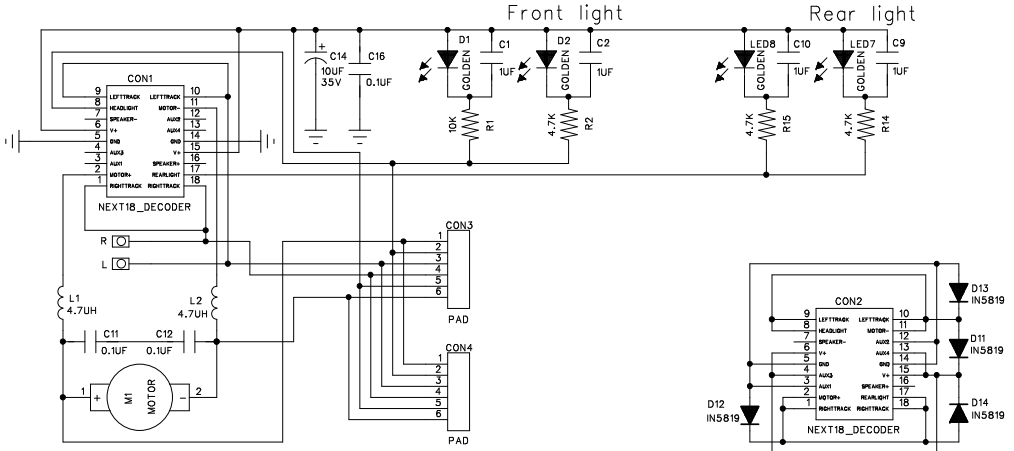 Front light
Rear light
+
C14
10UF
35V
C16
0.1UF
D1
GOLDEN
C1
1UF
D2
GOLDEN
C2
1UF
LED8
GOLDEN
C10
1UF
LED7
GOLDEN
C9
1UF
10K
R1
4.7K
R2
4.7K
R15
4.7K
R14
CON1
9 LEFTTRACK LEFTTRACK 10
8 HEADLIGHT MOTOR- 11
7 SPEAKER- AUX2 12
6 V+ AUX4 13
5 GND GND 14
4 AUX3 V+ 15
3 AUX1 SPEAKER+ 16
2 MOTOR+ REARLIGHT 17
1 RIGHTTRACK RIGHTTRACK 18
NEXT18_DECODER
R
L
L1
4.7UH
L2
4.7UH
C11
0.1UF
C12
0.1UF
1 + M1 MOTOR - 2
CON3
1
2
3
4
5
6
PAD
CON4
1
2
3
4
5
6
PAD
CON2
9 LEFTTRACK LEFTTRACK 10
8 HEADLIGHT MOTOR- 11
7 SPEAKER- AUX2 12
6 V+ AUX4 13
5 GND GND 14
4 AUX3 V+ 15
3 AUX1 SPEAKER+ 16
2 MOTOR+ REARLIGHT 17
1 RIGHTTRACK RIGHTTRACK 18
NEXT18_DECODER
D13
IN5819
D11
IN5819
D14
IN5819
D12
IN5819